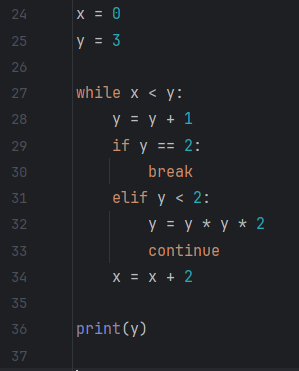 24 x = 0
25 y = 3
26
27 while x < y:
28     y = y + 1
29     if y == 2:
30         break
31     elif y < 2:
32         y = y * y * 2
33         continue
34     x = x + 2
35
36 print(y)
37